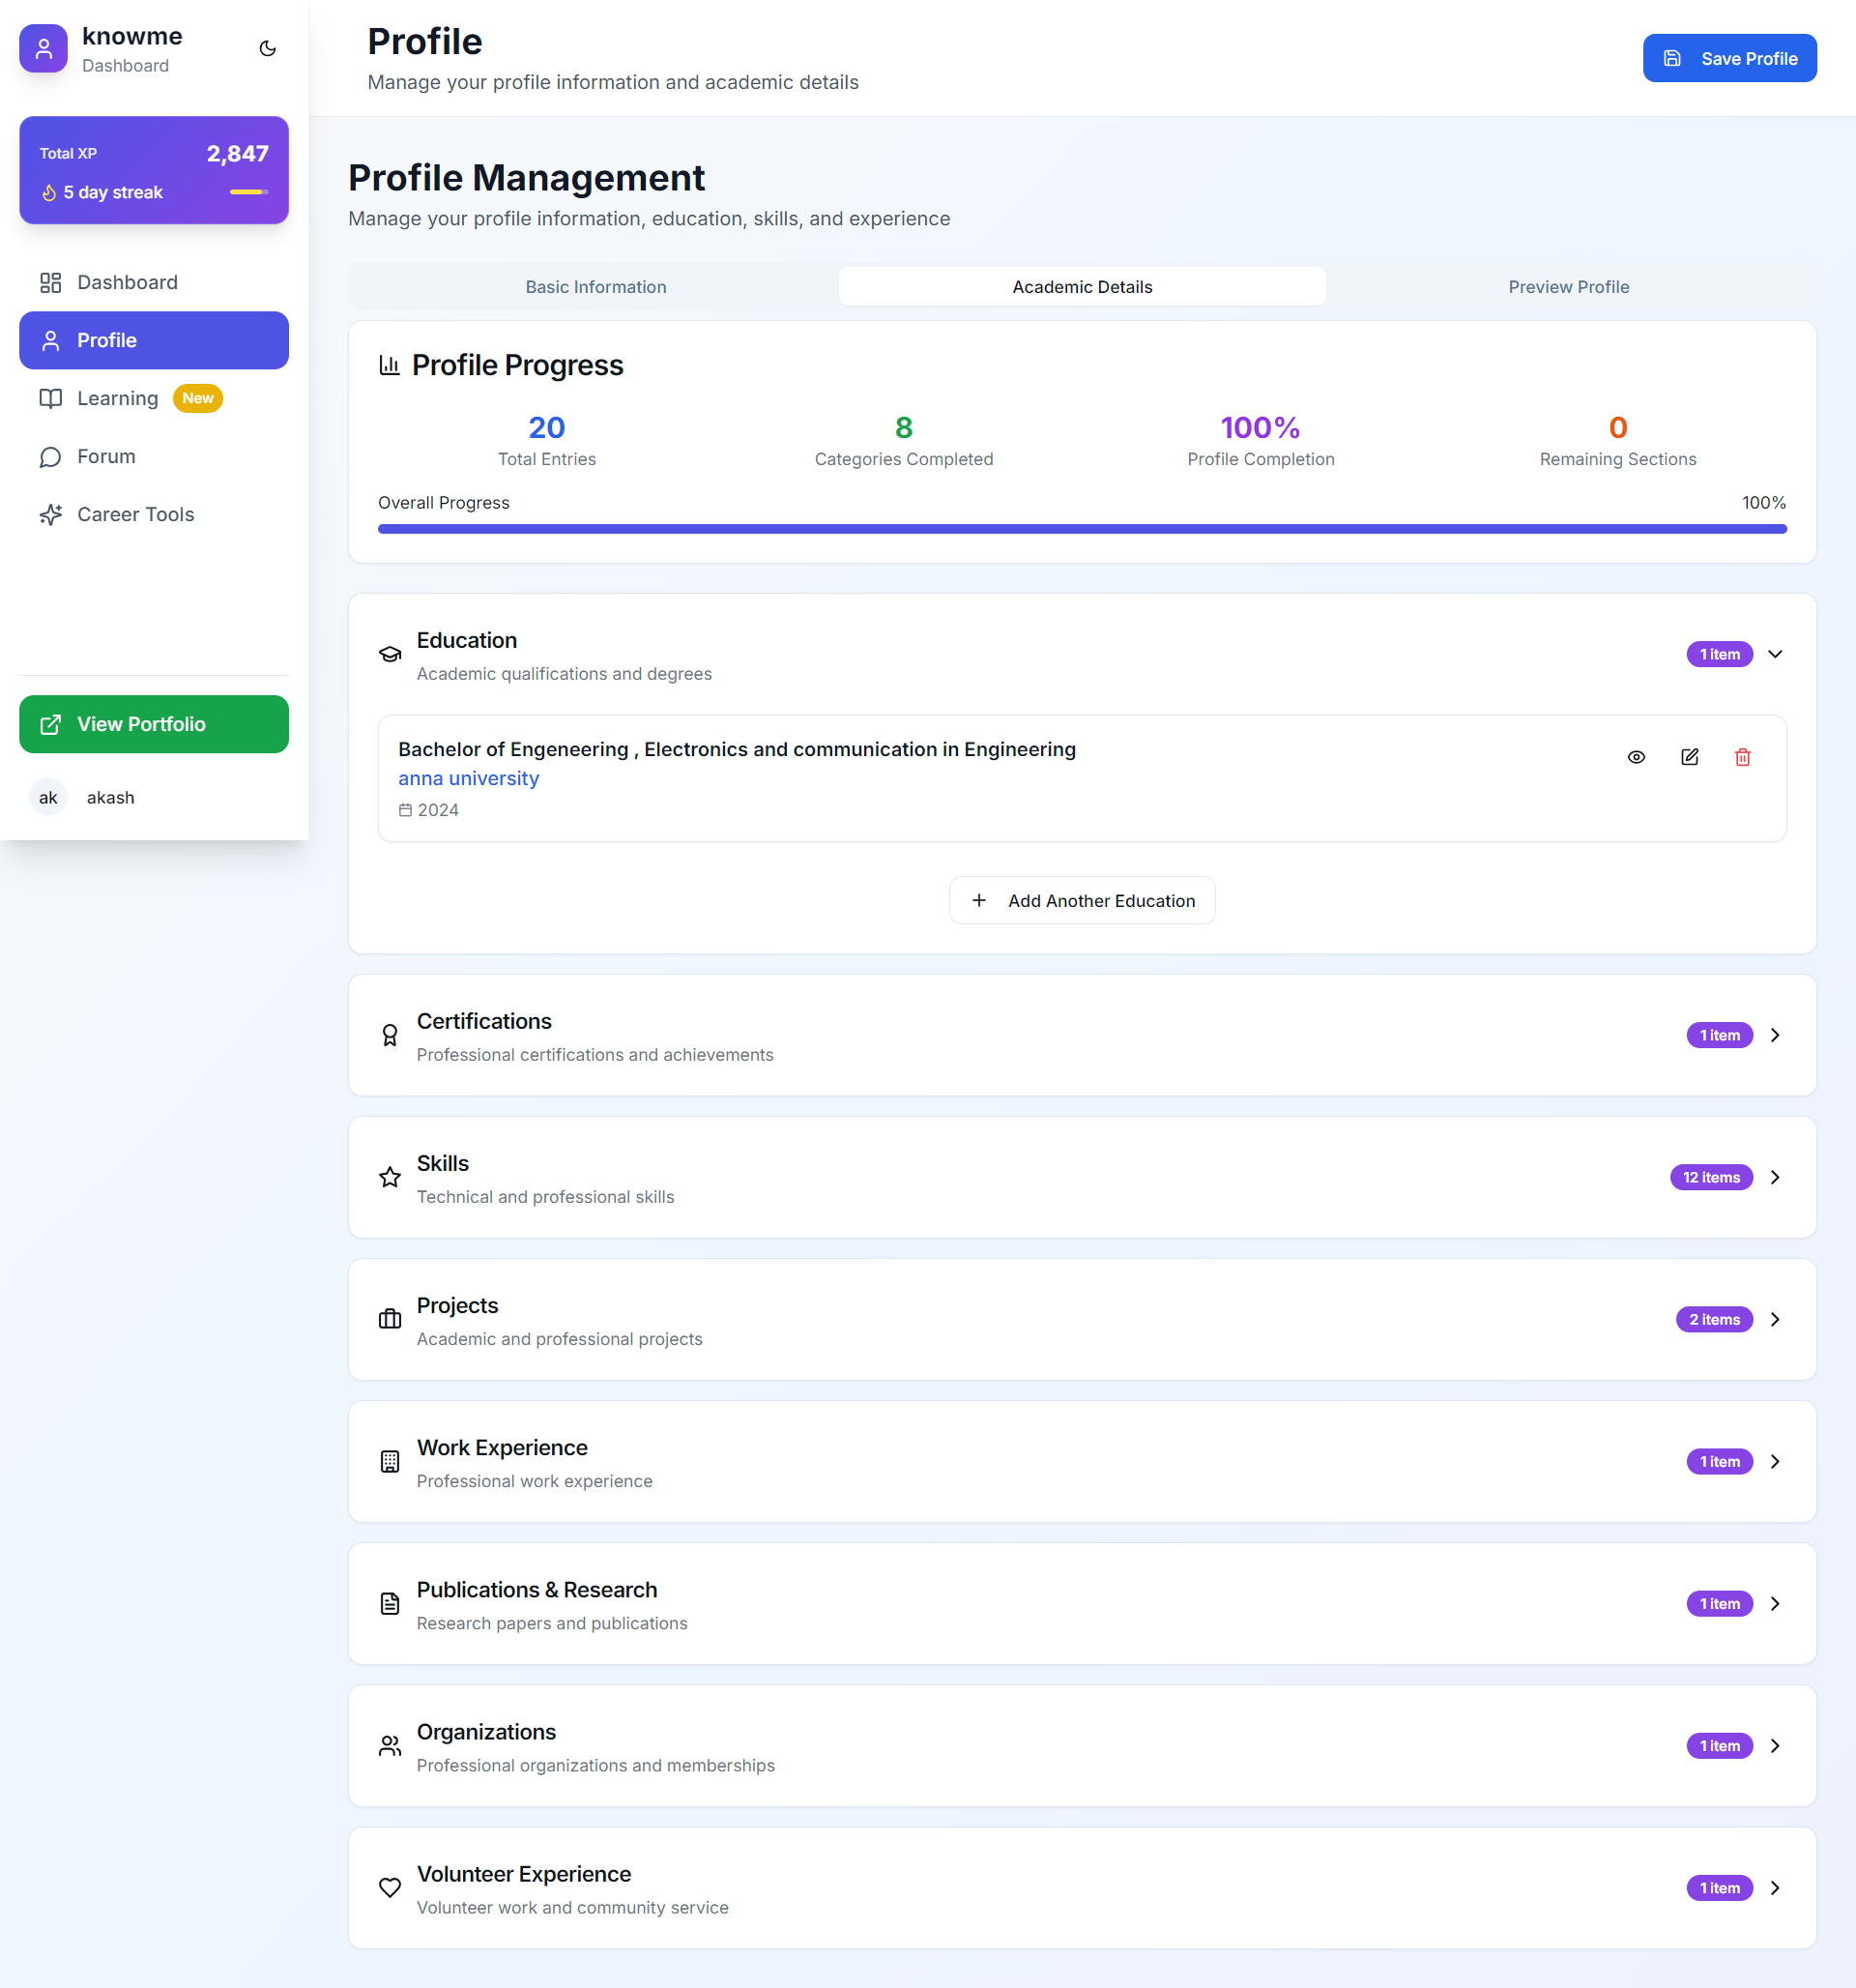 knowme
Dashboard
Total XP
2,847
5 day streak
Dashboard
Profile
Learning New
Forum
Career Tools
View Portfolio
ak akash
Profile
Manage your profile information and academic details
Save Profile
Profile Management
Manage your profile information, education, skills, and experience
Basic Information
Academic Details
Preview Profile
Profile Progress
20
Total Entries
8
Categories Completed
100%
Profile Completion
0
Remaining Sections
Overall Progress
100%
Education
Academic qualifications and degrees
1 item
Bachelor of Engeneering , Electronics and communication in Engineering
anna university
2024
Add Another Education
Certifications
Professional certifications and achievements
1 item
Skills
Technical and professional skills
12 items
Projects
Academic and professional projects
2 items
Work Experience
Professional work experience
1 item
Publications & Research
Research papers and publications
1 item
Organizations
Professional organizations and memberships
1 item
Volunteer Experience
Volunteer work and community service
1 item